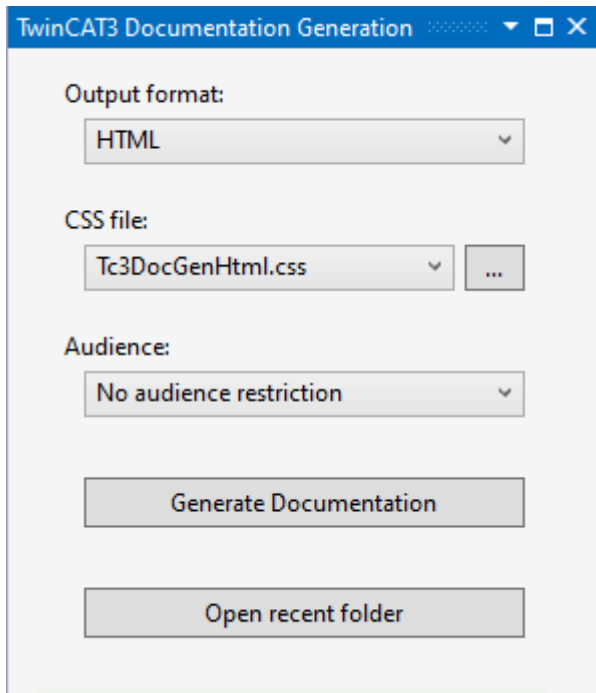 TwinCAT3 Documentation Generation
Output format:
HTML
CSS file:
Tc3DocGenHtml.css
...
Audience:
No audience restriction
Generate Documentation
Open recent folder